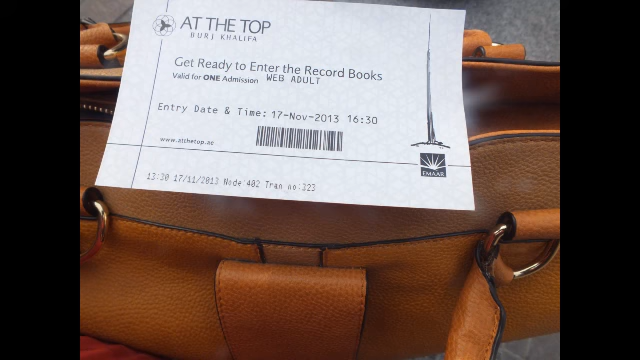 AT THE TOP
BURJ KHALIFA
Get Ready to Enter the Record Books
Valid for ONE Admission WEB ADULT
Entry Date & Time: 17-Nov-2013 16:30
www.atthetop.ae
EMAAR
13:30 17/11/2013 Node:402 Tran no:323